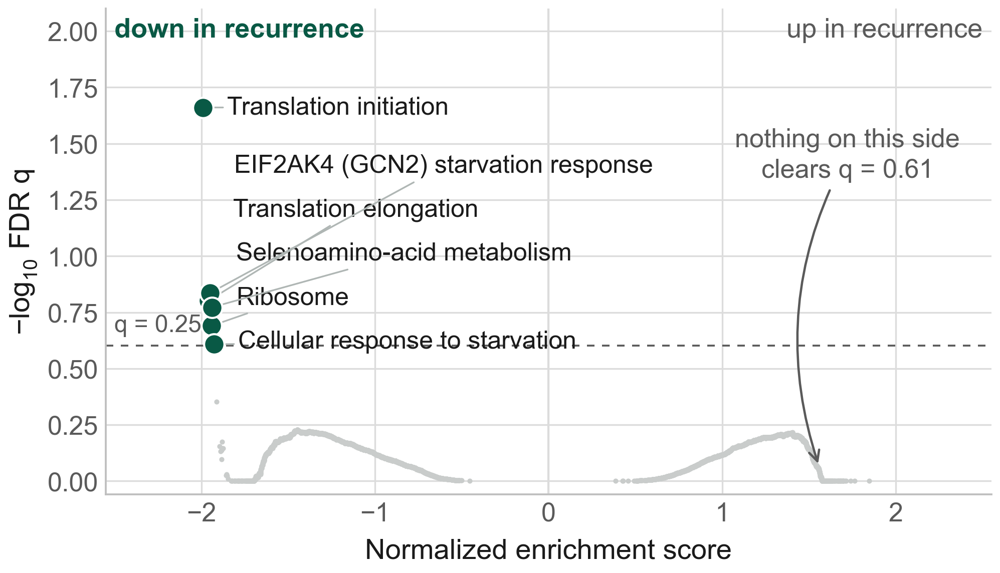 down in recurrence
up in recurrence
Translation initiation
nothing on this side
clears q = 0.61
EIF2AK4 (GCN2) starvation response
Translation elongation
Selenoamino-acid metabolism
Ribosome
q = 0.25
Cellular response to starvation
2.00
1.75
1.50
1.25
1.00
0.75
0.50
0.25
0.00
−log10 FDR q
−2
−1
0
1
2
Normalized enrichment score